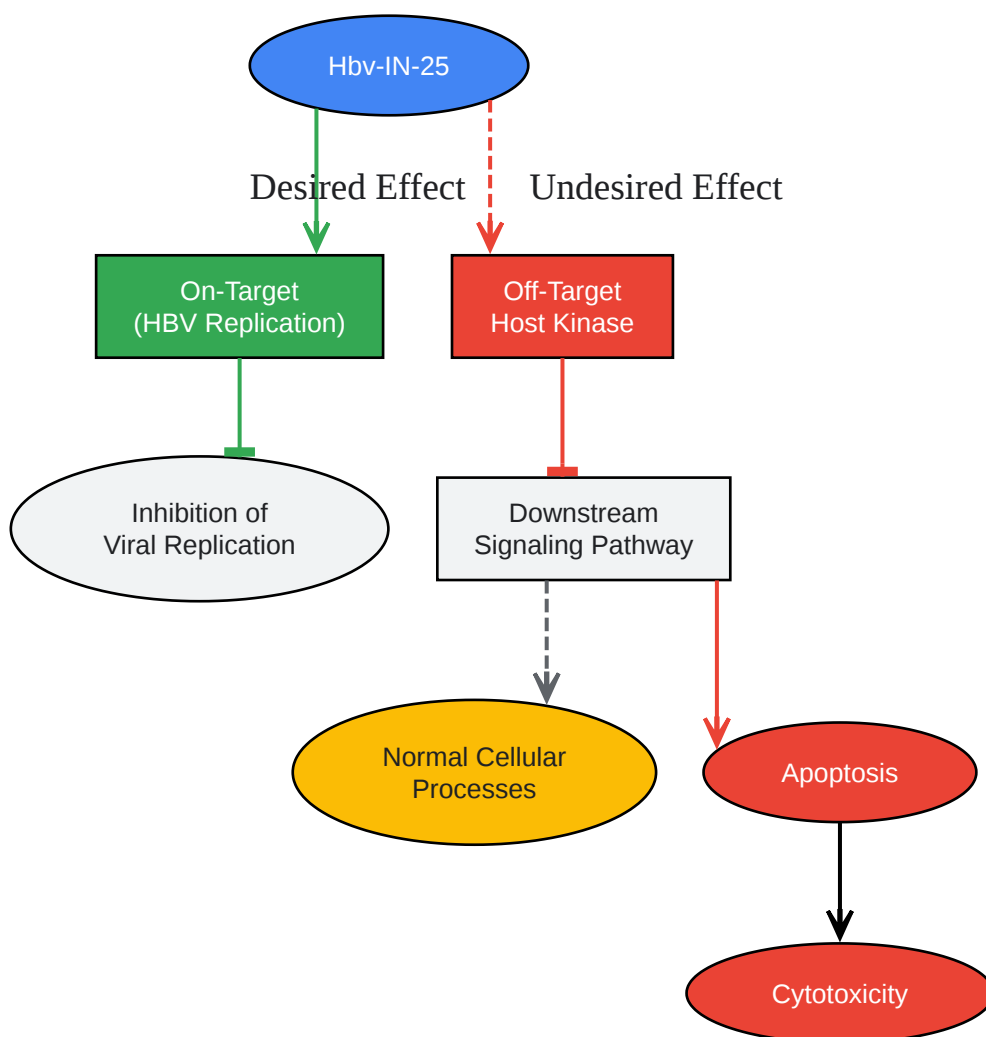 Hbv-IN-25
Desired Effect
Undesired Effect
On-Target
(HBV Replication)
Off-Target
Host Kinase
Inhibition of
Viral Replication
Downstream
Signaling Pathway
Normal Cellular
Processes
Apoptosis
Cytotoxicity